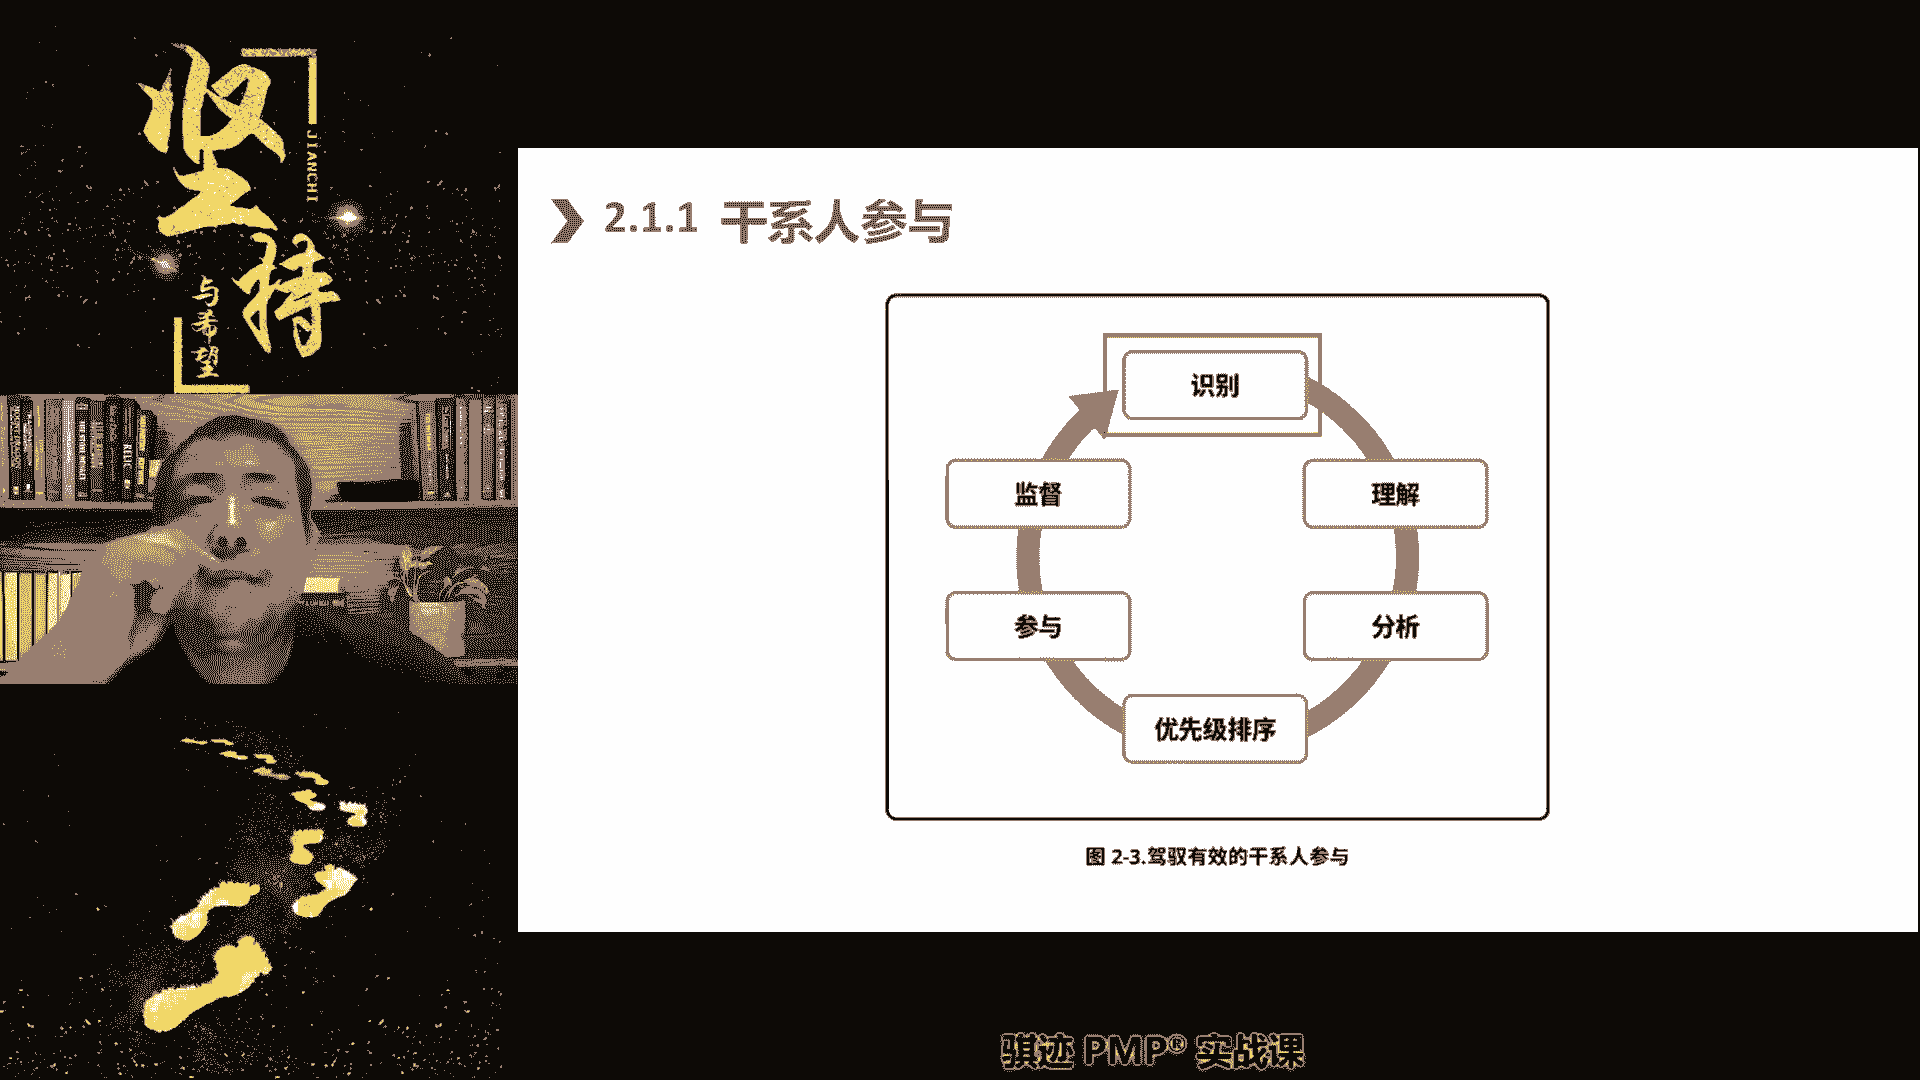 坚持
JIANCHI
与希望
2.1.1 干系人参与
识别
监督
理解
参与
分析
优先级排序
图 2-3.驾驭有效的干系人参与
骐迹 PMP® 实战课